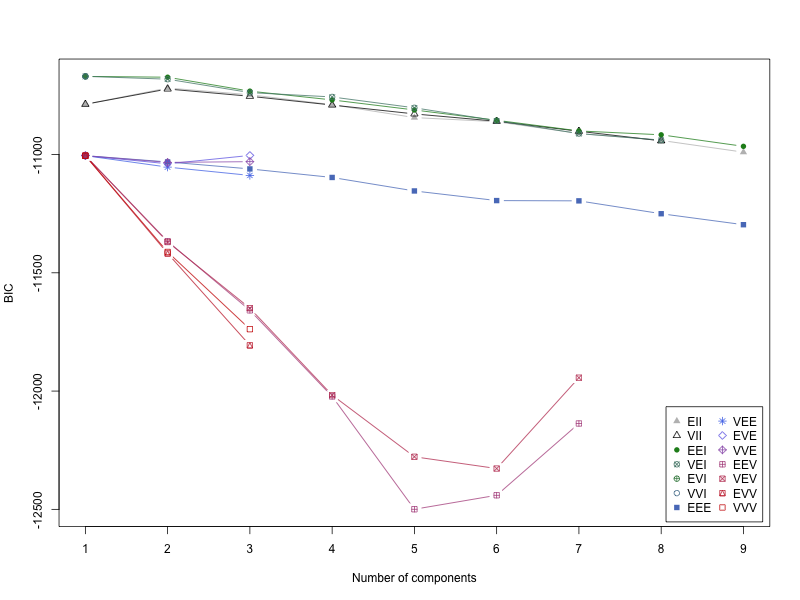 BIC
-11000
-11500
-12000
-12500
1 2 3 4 5 6 7 8 9
Number of components
EII VEE
VII EVE
EEI VVE
VEI EEV
EVI VEV
VVI EVV
EEE VVV